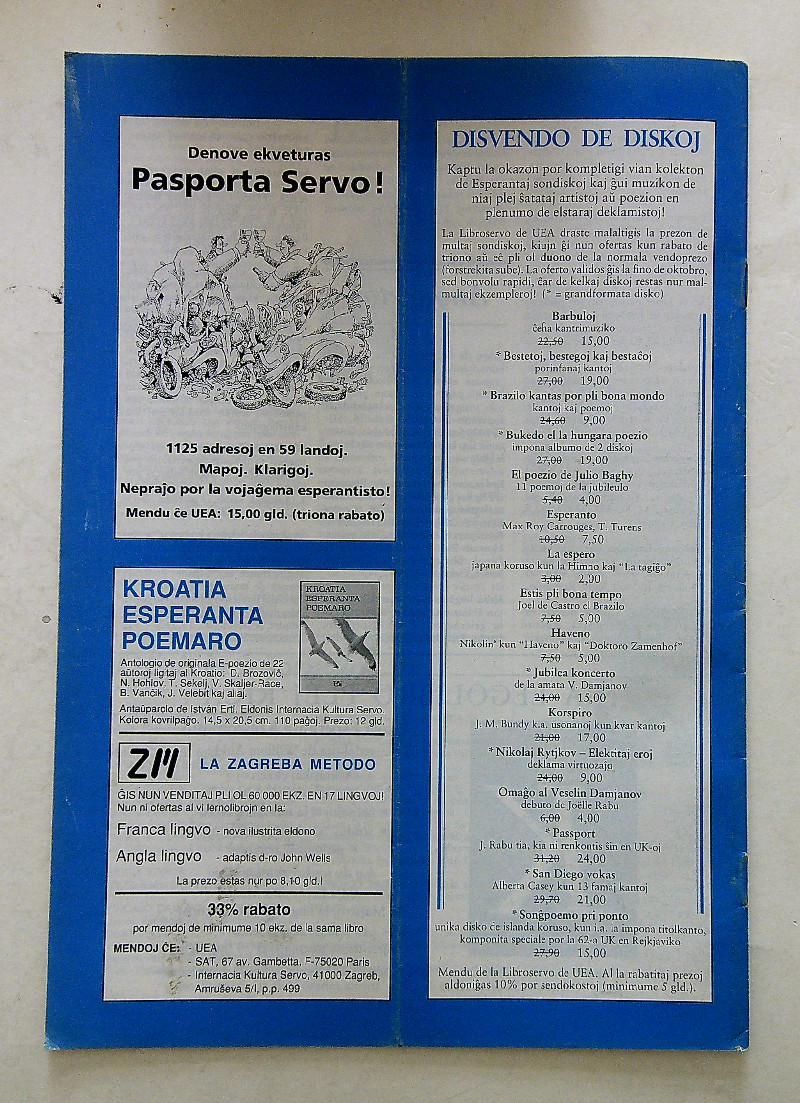 Denove ekveturas
Pasporta Servo!
1125 adresoj en 59 landoj.
Mapoj. Klarigoj.
Nepraĵo por la vojaĝema esperantisto!
Mendu ĉe UEA: 15,00 gld. (triona rabato)
KROATIA
ESPERANTA
POEMARO
KROATIA
ESPERANTA
POEMARO
Antologio de originala E-poezio de 22
aŭtoroj ligitaj al Kroatio: D. Brozović,
N. Hohlov, T. Sekelj, V. Skaljer-Race,
B. Vančik, J. Velebit kaj aliaj.
Antaŭparolo de István Ertl. Eldonis Internacia Kultura Servo.
Kolora kovrilpaĝo. 14,5 x 20,5 cm. 110 paĝoj. Prezo: 12 gld.
ZM
LA ZAGREBA METODO
ĜIS NUN VENDITAJ PLI OL 60 000 EKZ. EN 17 LINGVOJ!
Nun ni ofertas al vi lernolibrojn en la:
Franca lingvo - nova ilustrita eldono
Angla lingvo - adaptis d-ro John Wells
La prezo estas nur po 8,10 gld.!
33% rabato
por mendoj de minimume 10 ekz. de la sama libro
MENDOJ ĈE: - UEA
- SAT, 67 av. Gambetta, F-75020 Paris
- Internacia Kultura Servo, 41000 Zagreb,
Amruševa 5/I, p.p. 499
DISVENDO DE DISKOJ
Kaptu la okazon por kompletigi vian kolekton
de Esperantaj sondiskoj kaj ĝui muzikon de
niaj plej ŝatataj artistoj aŭ poezion en
plenumo de elstaraj deklamistoj!
La Libroservo de UEA draste malaltigis la prezon de
multaj sondiskoj, kiujn ĝi nun ofertas kun rabato de
triono aŭ eĉ pli ol duono de la normala vendoprezo
(forstrekita sube). La oferto validos ĝis la fino de oktobro,
sed bonvolu rapidi, ĉar de kelkaj diskoj restas nur mal-
multaj ekzempleroj! (* = grandformata disko)
Barbuloj
ĉeĥa kantrimuziko
22,50 15,00
* Bestetoj, bestegoj kaj bestaĉoj
porinfanaj kantoj
27,00 19,00
* Brazilo kantas por pli bona mondo
kantoj kaj poemoj
24,60 9,00
* Bukedo el la hungara poezio
impona albumo de 2 diskoj
27,00 19,00
El poezio de Julio Baghy
11 poemoj de la jubileulo
5,40 4,00
Esperanto
Max Roy Carrouges, T. Turens
10,50 7,50
La espero
japana koruso kun la Himno kaj "La tagiĝo"
3,00 2,00
Estis pli bona tempo
Joel de Castro el Brazilo
7,50 5,00
Haveno
Nikolin' kun "Haveno" kaj "Doktoro Zamenhof"
7,50 5,00
* Jubilea koncerto
de la amata V. Damjanov
24,00 15,00
Korspiro
J. M. Bundy k.a. usonanoj kun kvar kantoj
21,00 17,00
* Nikolaj Rytjkov – Elektitaj eroj
deklama virtuozaĵo
24,00 9,00
Omaĝo al Veselin Damjanov
debuto de Joëlle Rabu
6,00 4,00
* Passport
J. Rabu tia, kia ni renkontis ŝin en UK-oj
31,20 24,00
* San Diego vokas
Alberta Casey kun 13 famaj kantoj
29,70 21,00
* Sonĝpoemo pri ponto
unika disko ĉe islanda koruso, kun i.a. la impona titolkanto,
komponita speciale por la 62-a UK en Rejkjaviko
27,90 15,00
Mendu de la Libroservo de UEA. Al la rabatitaj prezoj
aldoniĝas 10% por sendokostoj (minimume 5 gld.).